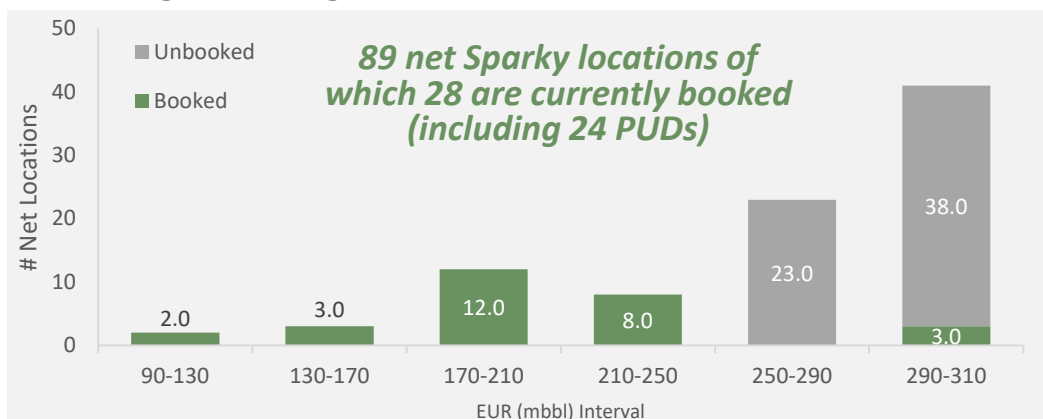 50
Unbooked
Booked
89 net Sparky locations of
which 28 are currently booked
(including 24 PUDs)
# Net Locations
40
30
20
10
0
2.0
3.0
12.0
8.0
23.0
38.0
3.0
90-130
130-170
170-210
210-250
250-290
290-310
EUR (mbbl) Interval